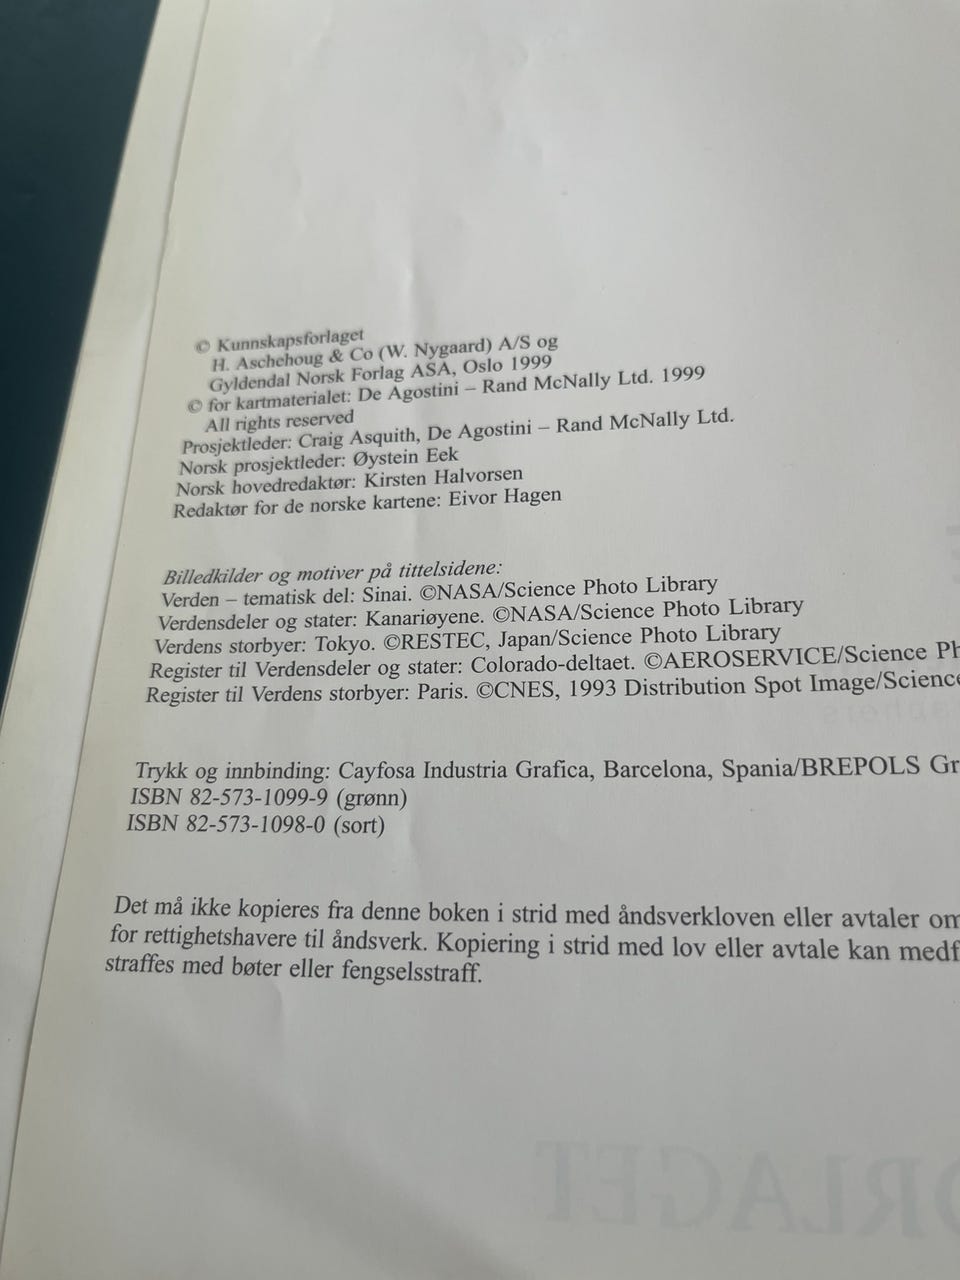 © Kunnskapsforlaget
H. Aschehoug & Co (W. Nygaard) A/S og
Gyldendal Norsk Forlag ASA, Oslo 1999
© for kartmaterialet: De Agostini – Rand McNally Ltd. 1999
All rights reserved
Prosjektleder: Craig Asquith, De Agostini – Rand McNally Ltd.
Norsk prosjektleder: Øystein Eek
Norsk hovedredaktør: Kirsten Halvorsen
Redaktør for de norske kartene: Eivor Hagen
Billedkilder og motiver på tittelsidene:
Verden – tematisk del: Sinai. ©NASA/Science Photo Library
Verdensdeler og stater: Kanariøyene. ©NASA/Science Photo Library
Verdens storbyer: Tokyo. ©RESTEC, Japan/Science Photo Library
Register til Verdensdeler og stater: Colorado-deltaet. ©AEROSERVICE/Science Ph
Register til Verdens storbyer: Paris. ©CNES, 1993 Distribution Spot Image/Science
Trykk og innbinding: Cayfosa Industria Grafica, Barcelona, Spania/BREPOLS Gr
ISBN 82-573-1099-9 (grønn)
ISBN 82-573-1098-0 (sort)
Det må ikke kopieres fra denne boken i strid med åndsverkloven eller avtaler om
for rettighetshavere til åndsverk. Kopiering i strid med lov eller avtale kan medf
straffes med bøter eller fengselsstraff.
ORLAGET